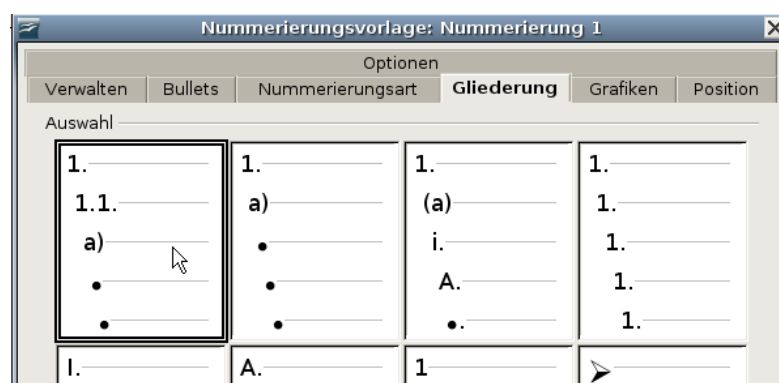 Nummerierungsvorlage: Nummerierung 1
Optionen
Verwalten Bullets Nummerierungsart Gliederung Grafiken Position
Auswahl
1. 1. 1. 1.
1.1. a) (a) 1.
a) • i. 1.
• • A. 1.
• • •. 1.
I. A. 1 ➢